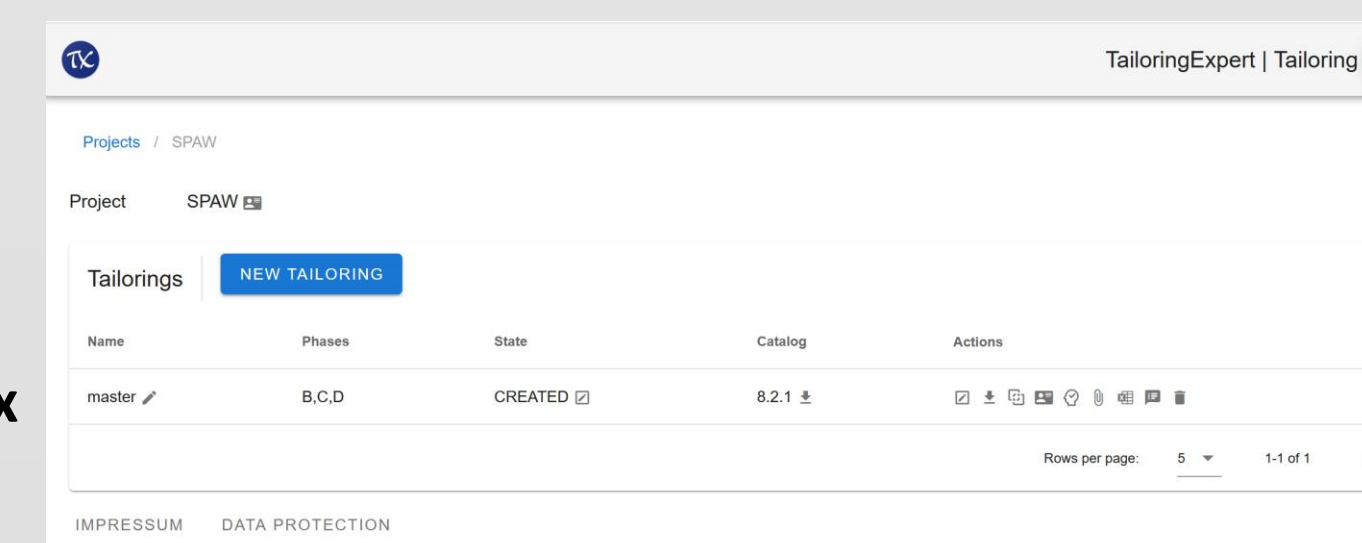 TX
TailoringExpert | Tailoring
Projects / SPAW
Project SPAW
Tailorings NEW TAILORING
Name Phases State Catalog Actions
master B,C,D CREATED 8.2.1
x
Rows per page: 5 1-1 of 1
IMPRESSUM DATA PROTECTION